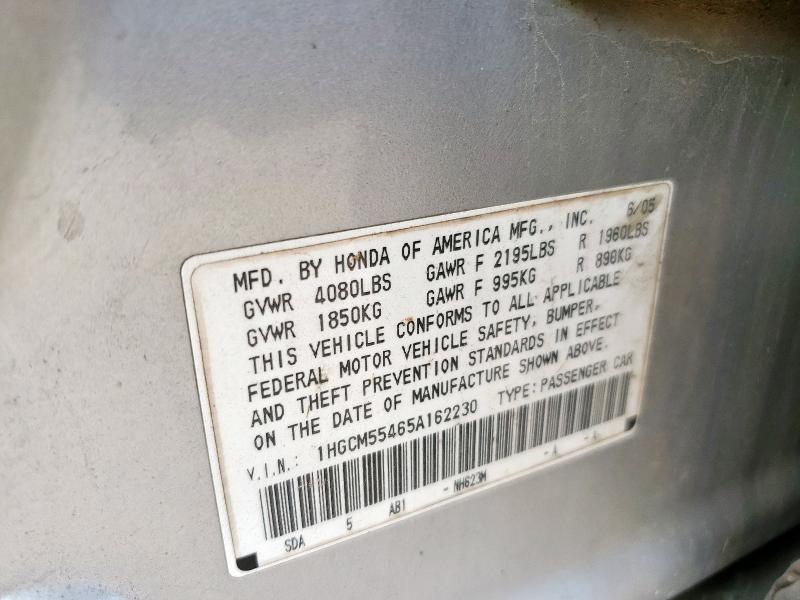 MFD. BY HONDA OF AMERICA MFG., INC. 6/05
GVWR 4080LBS GAWR F 2195LBS R 1960LBS
GVWR 1850KG GAWR F 995KG R 890KG
THIS VEHICLE CONFORMS TO ALL APPLICABLE
FEDERAL MOTOR VEHICLE SAFETY, BUMPER,
AND THEFT PREVENTION STANDARDS IN EFFECT
ON THE DATE OF MANUFACTURE SHOWN ABOVE.
V.I.N.: 1HGCM55465A162230 TYPE:PASSENGER CAR
SDA 5 AB1 - NH623M -A -A